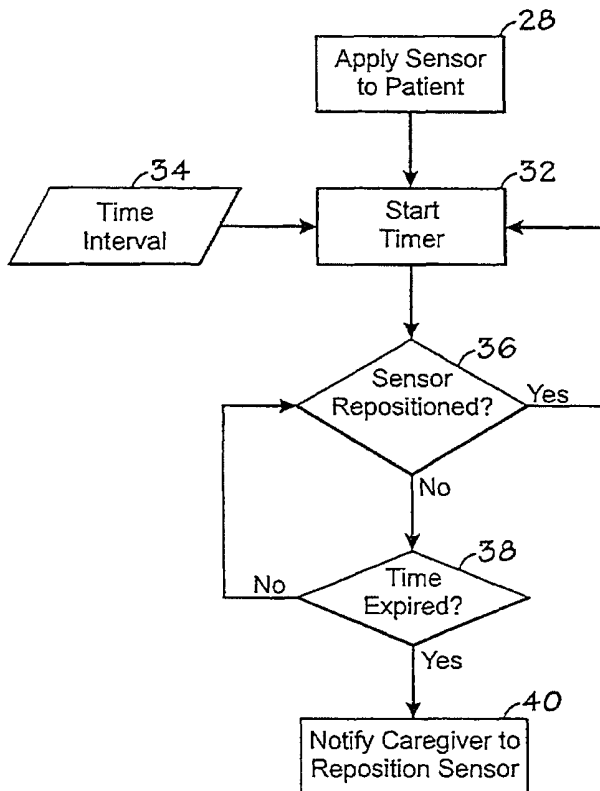 28
Apply Sensor
to Patient
34
32
Time
Interval
Start
Timer
36
Sensor
Repositioned?
Yes
No
38
Time
Expired?
No
Yes
40
Notify Caregiver to
Reposition Sensor